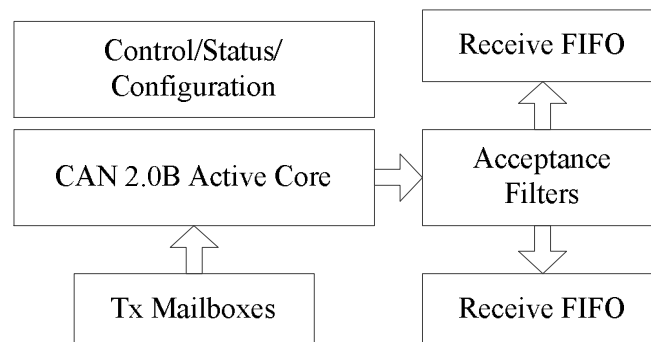 Control/Status/
Configuration
Receive FIFO
CAN 2.0B Active Core
Acceptance
Filters
Tx Mailboxes
Receive FIFO